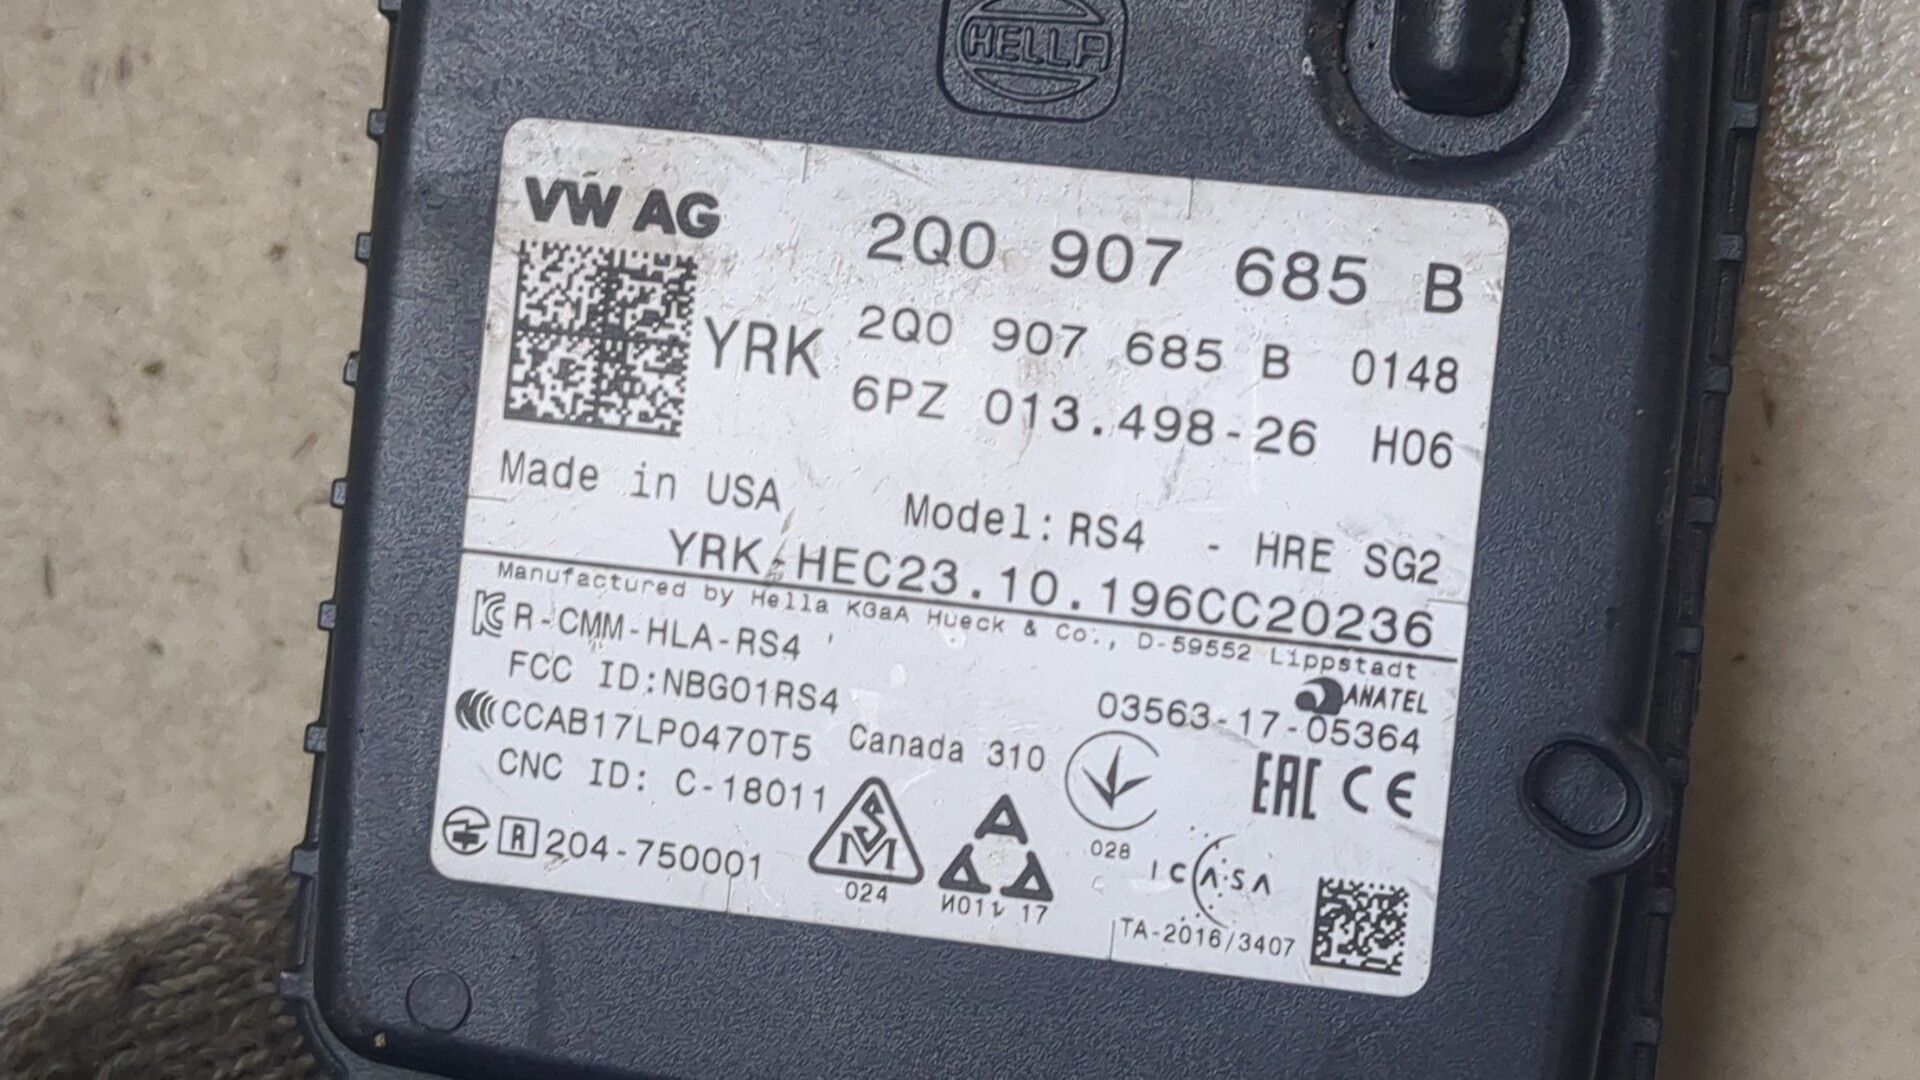 HELLA
VW AG
2Q0 907 685 B
YRK
2Q0 907 685 B 0148
6PZ 013.498-26 H06
Made in USA
Model: RS4 - HRE SG2
YRK-HEC23.10.196CC20236
Manufactured by Hella KGaA Hueck & Co., D-59552 Lippstadt
R-CMM-HLA-RS4
FCC ID:NBG01RS4
ANATEL
03563-17-05364
CCAB17LP0470T5
Canada 310
CNC ID: C-18011
EAC CE
R 204-750001
SM
024
17
028
ICASA
TA-2016/3407